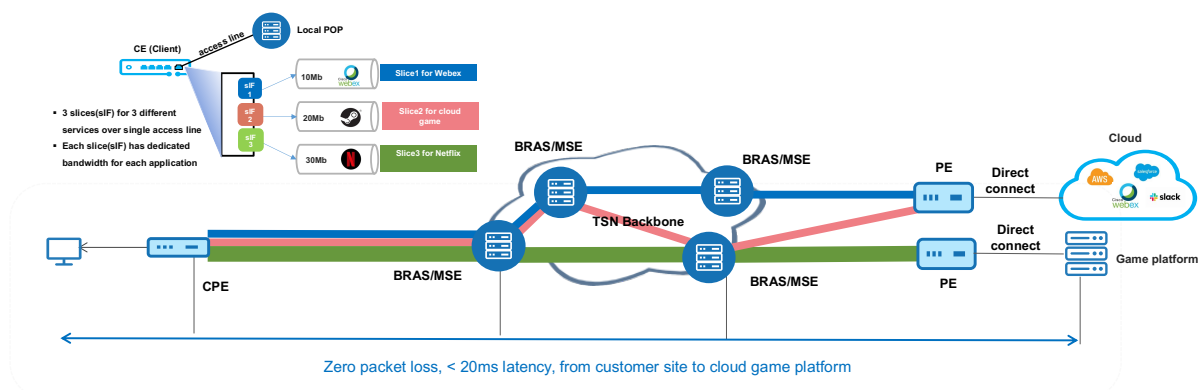 Local POP
CE (Client)
access line
sIF
1
10Mb
Cisco
webex
Slice1 for Webex
sIF
2
20Mb
Slice2 for cloud
game
sIF
3
30Mb
Slice3 for Netflix
▪ 3 slices(sIF) for 3 different
services over single access line
▪ Each slice(sIF) has dedicated
bandwidth for each application
BRAS/MSE
BRAS/MSE
PE
Direct
connect
Cloud
AWS
salesforce
Cisco
webex
slack
TSN Backbone
BRAS/MSE
BRAS/MSE
CPE
PE
Direct
connect
Game platform
Zero packet loss, < 20ms latency, from customer site to cloud game platform